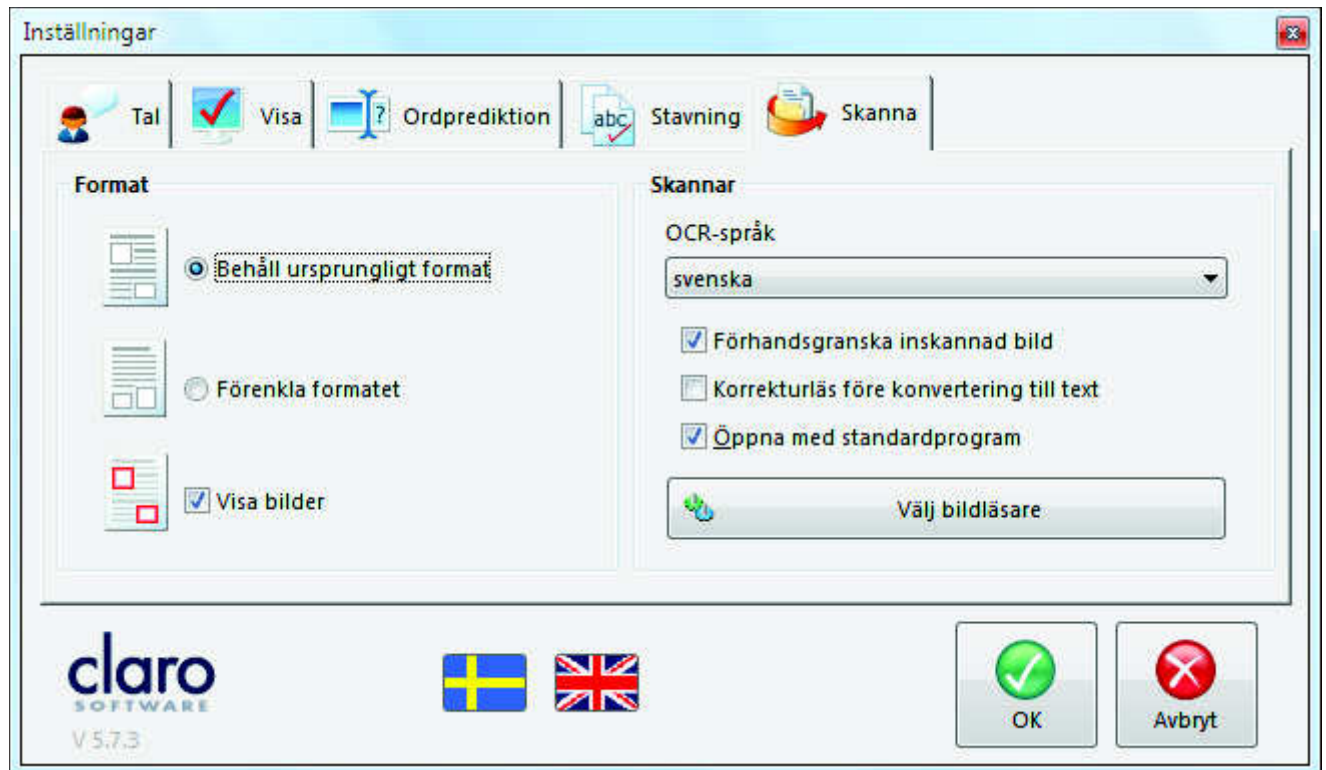 Inställningar
Tal
Visa
?
Ordprediktion
abc
Stavning
Skanna
Format
Behåll ursprungligt format
Förenkla formatet
Visa bilder
Skannar
OCR-språk
svenska
Förhandsgranska inskannad bild
Korrekturläs före konvertering till text
Öppna med standardprogram
Välj bildläsare
claro
SOFTWARE
V 5.7.3
OK
Avbryt